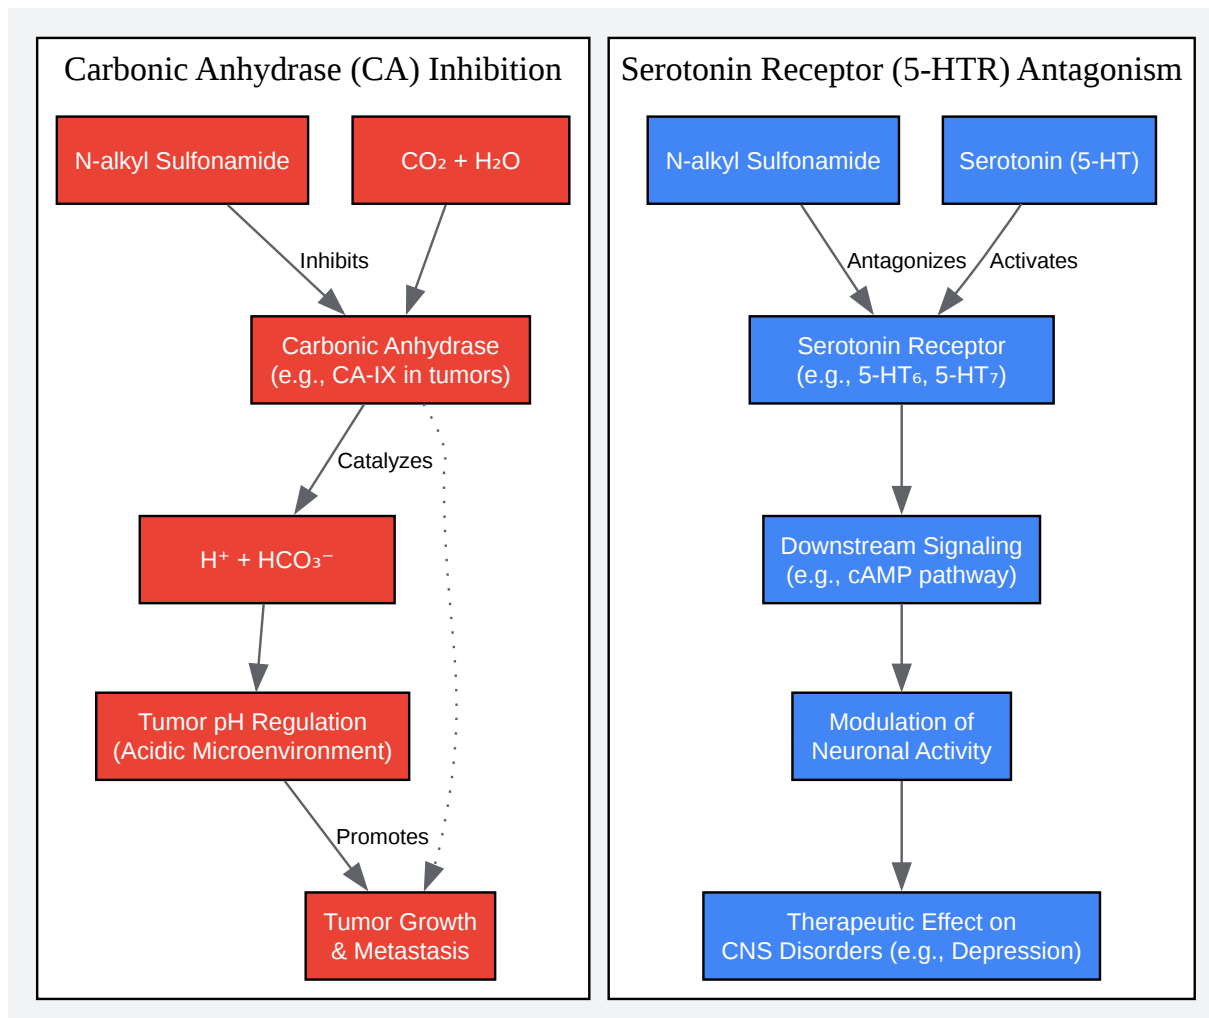 Carbonic Anhydrase (CA) Inhibition
N-alkyl Sulfonamide
CO₂ + H₂O
Inhibits
Carbonic Anhydrase
(e.g., CA-IX in tumors)
Catalyzes
H⁺ + HCO₃⁻
Tumor pH Regulation
(Acidic Microenvironment)
Promotes
Tumor Growth
& Metastasis
Serotonin Receptor (5-HTR) Antagonism
N-alkyl Sulfonamide
Serotonin (5-HT)
Antagonizes
Activates
Serotonin Receptor
(e.g., 5-HT₆, 5-HT₇)
Downstream Signaling
(e.g., cAMP pathway)
Modulation of
Neuronal Activity
Therapeutic Effect on
CNS Disorders (e.g., Depression)